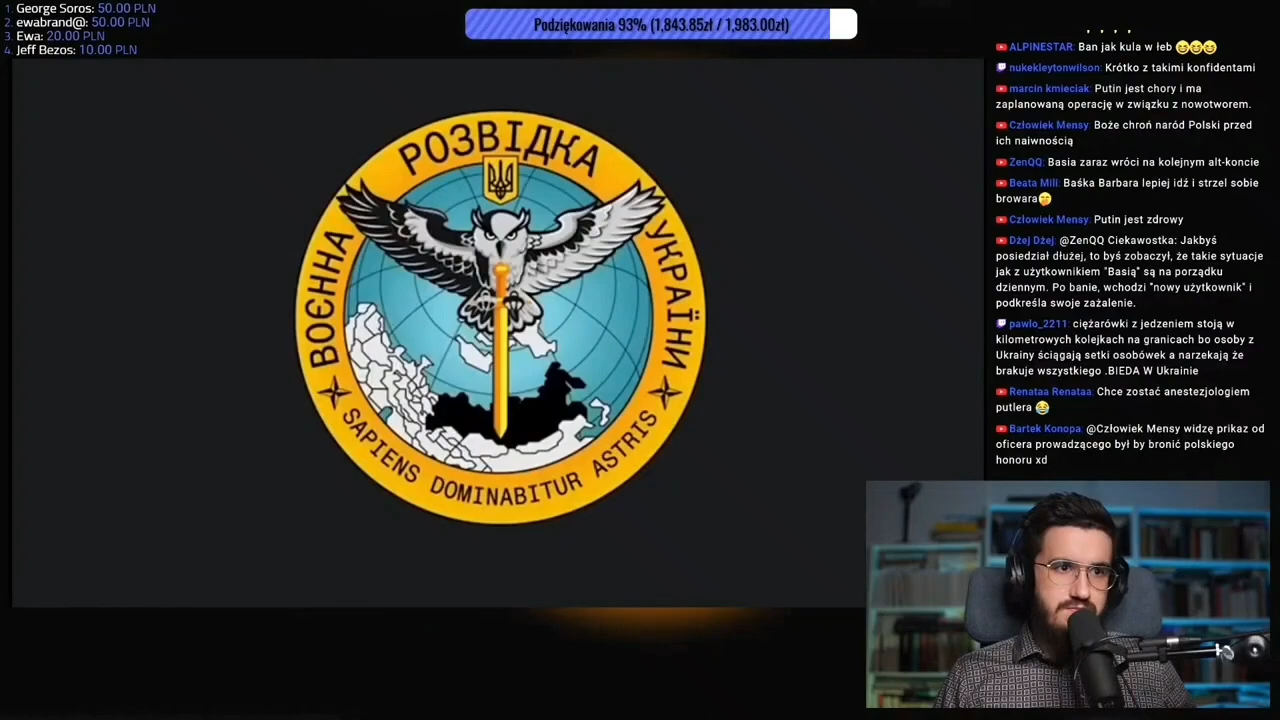 1. George Soros: 50.00 PLN
2. ewabrand@: 50.00 PLN
3. Ewa: 20.00 PLN
4. Jeff Bezos: 10.00 PLN
Podziękowania 93% (1,843.85zł / 1,983.00zł)
ВОЄННА РОЗВІДКА УКРАЇНИ
SAPIENS DOMINABITUR ASTRIS
ALPINESTAR: Ban jak kula w łeb
nukekleytonwilson: Krótko z takimi konfidentami
marcin kmieciak: Putin jest chory i ma
zaplanowaną operację w związku z nowotworem.
Człowiek Mensy: Boże chroń naród Polski przed
ich naiwnością
ZenQQ: Basia zaraz wróci na kolejnym alt-koncie
Beata Mili: Baśka Barbara lepiej idź i strzel sobie
browara
Człowiek Mensy: Putin jest zdrowy
Dżej Dżej: @ZenQQ Ciekawostka: Jakbyś
posiedział dłużej, to byś zobaczył, że takie sytuacje
jak z użytkownikiem "Basią" są na porządku
dziennym. Po banie, wchodzi "nowy użytkownik" i
podkreśla swoje zażalenie.
pawlo_2211: ciężarówki z jedzeniem stoją w
kilometrowych kolejkach na granicach bo osoby z
Ukrainy ściągają setki osobówek a narzekają że
brakuje wszystkiego .BIEDA W Ukrainie
Renataa Renataa: Chce zostać anestezjologiem
putlera
Bartek Konopa: @Człowiek Mensy widzę prikaz od
oficera prowadzącego był by bronić polskiego
honoru xd